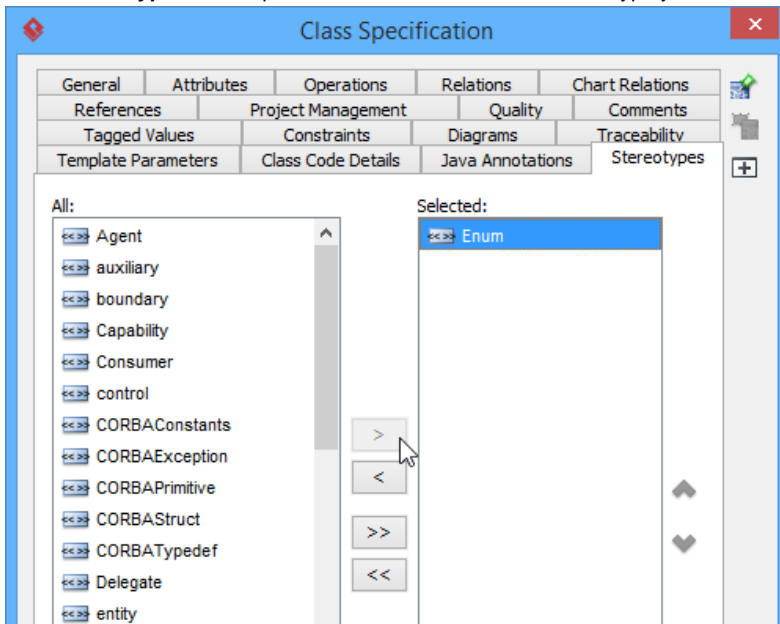 Class Specification
General Attributes Operations Relations Chart Relations
References Project Management Quality Comments
Tagged Values Constraints Diagrams Traceability
Template Parameters Class Code Details Java Annotations Stereotypes
All: Selected:
<<>> Agent <<>> Enum
<<>> auxiliary
<<>> boundary
<<>> Capability
<<>> Consumer
<<>> control
<<>> CORBAConstants
>
<<>> CORBAException
<<>> CORBAPrimitive
<
<<>> CORBAStruct
>>
<<>> CORBATypedef
<<>> Delegate
<<
<<>> entity